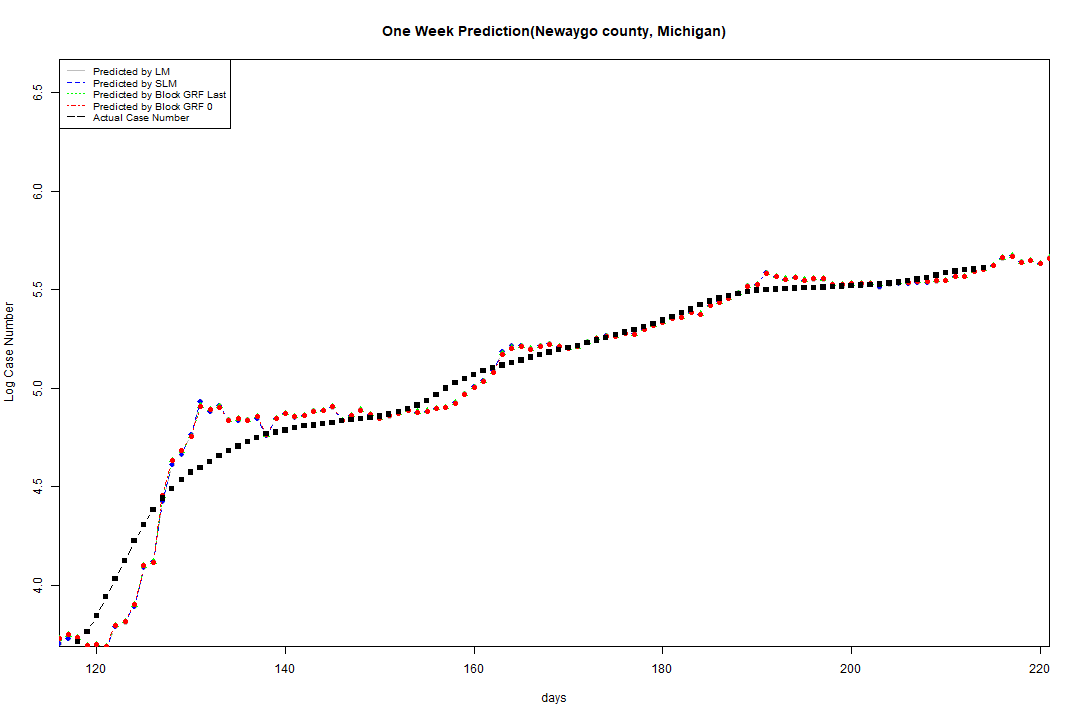 One Week Prediction(Newaygo county, Michigan)
Predicted by LM
Predicted by SLM
Predicted by Block GRF Last
Predicted by Block GRF 0
Actual Case Number
6.5
6.0
5.5
5.0
4.5
4.0
Log Case Number
120 140 160 180 200 220
days